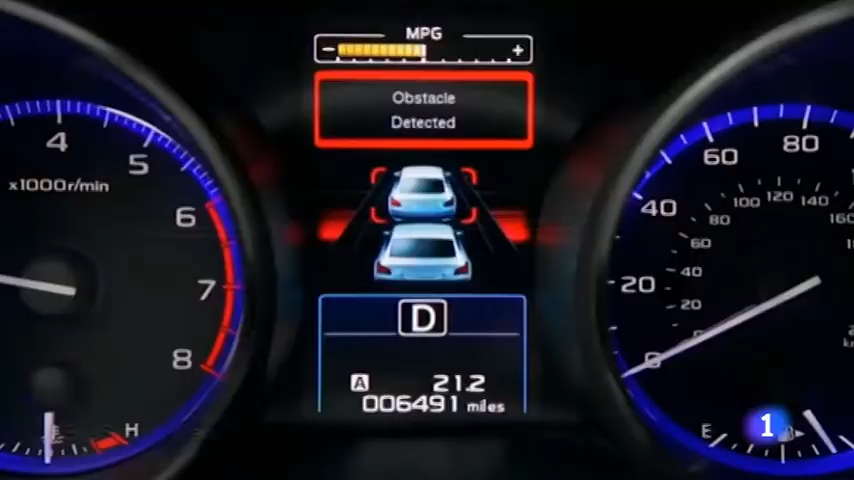 MPG
− +
Obstacle
Detected
4
5
x1000r/min
6
7
8
H
D
A 21.2
006491 miles
0
20
40
60
80
20
40
60
80
100
120
140
160
E
1